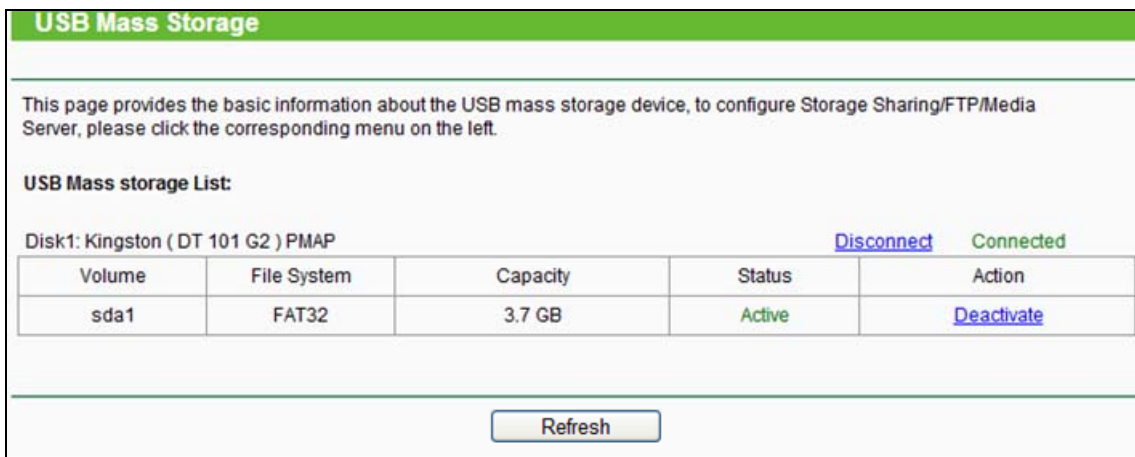 USB Mass Storage
This page provides the basic information about the USB mass storage device, to configure Storage Sharing/FTP/Media
Server, please click the corresponding menu on the left.
USB Mass storage List:
Disk1: Kingston ( DT 101 G2 ) PMAP Disconnect Connected
Volume File System Capacity Status Action
sda1 FAT32 3.7 GB Active Deactivate
Refresh